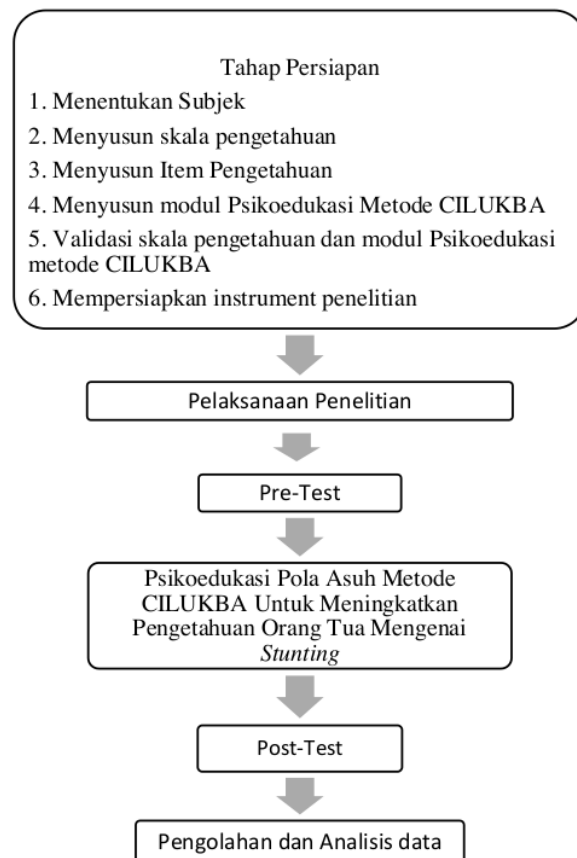 Tahap Persiapan
1. Menentukan Subjek
2. Menyusun skala pengetahuan
3. Menyusun Item Pengetahuan
4. Menyusun modul Psikoedukasi Metode CILUKBA
5. Validasi skala pengetahuan dan modul Psikoedukasi
metode CILUKBA
6. Mempersiapkan instrument penelitian
Pelaksanaan Penelitian
Pre-Test
Psikoedukasi Pola Asuh Metode
CILUKBA Untuk Meningkatkan
Pengetahuan Orang Tua Mengenai
Stunting
Post-Test
Pengolahan dan Analisis data